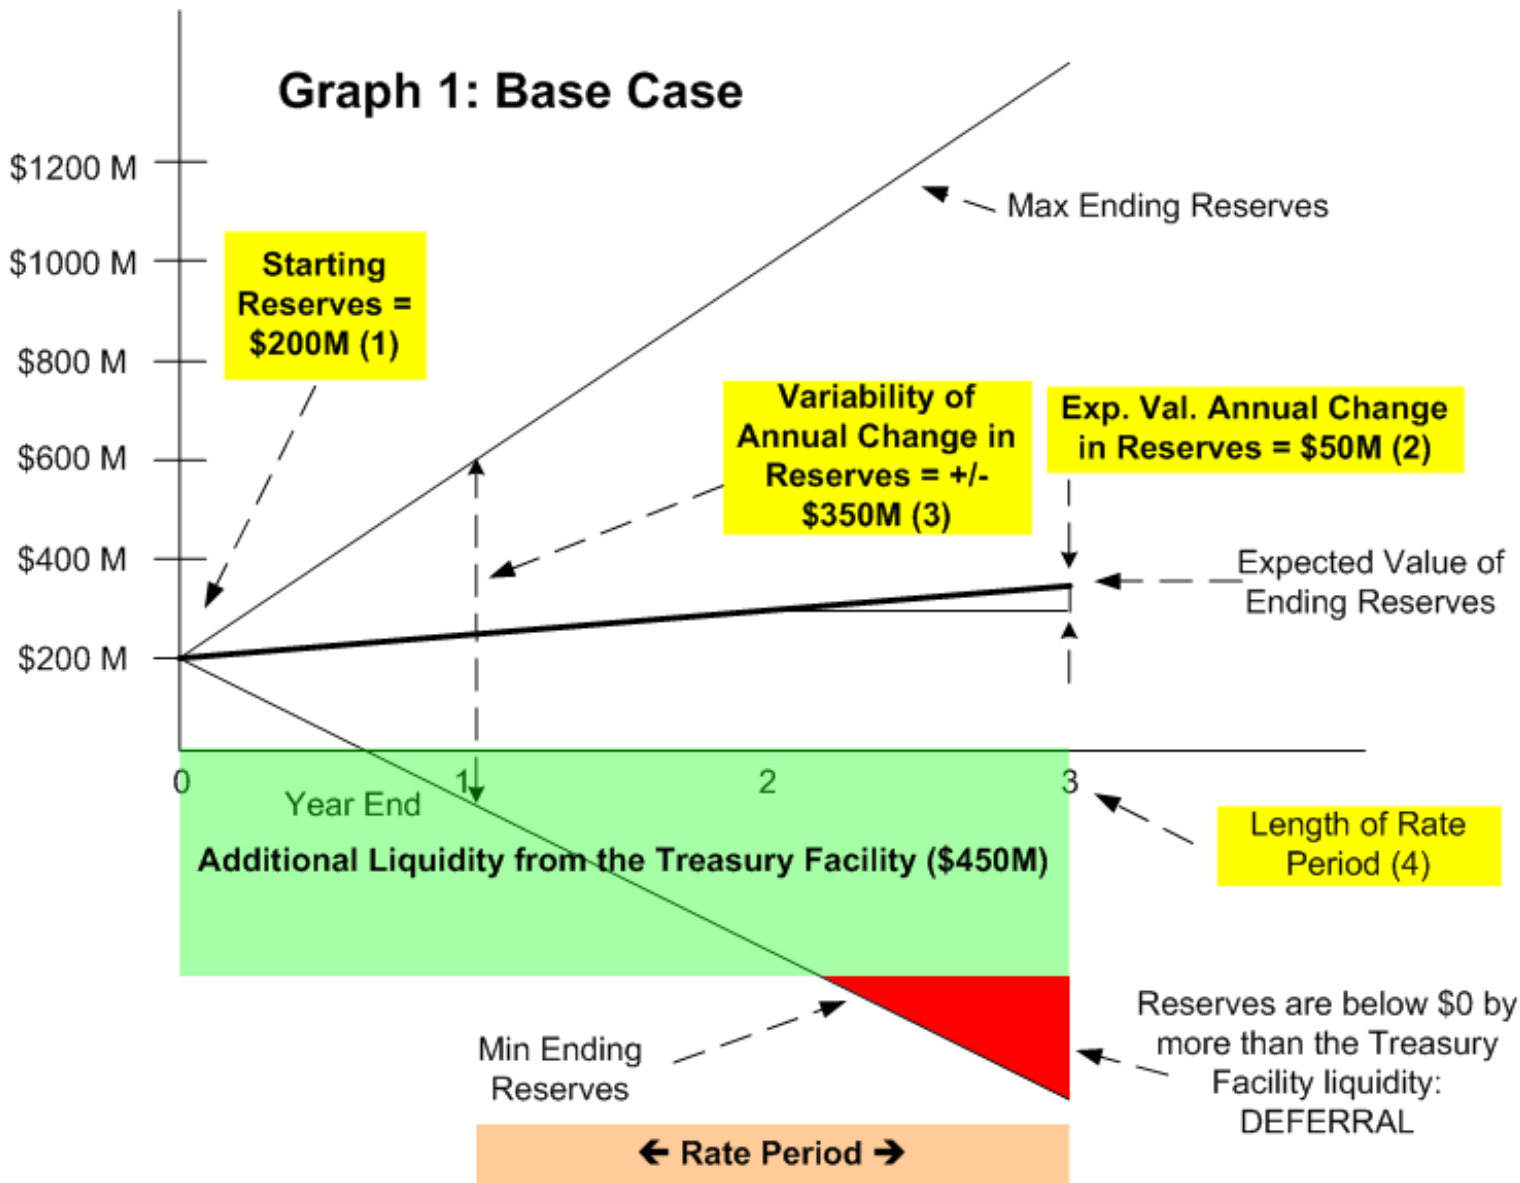 Graph 1: Base Case
$1200 M
$1000 M
$800 M
$600 M
$400 M
$200 M
Max Ending Reserves
Starting
Reserves =
$200M (1)
Variability of
Annual Change in
Reserves = +/-
$350M (3)
Exp. Val. Annual Change
in Reserves = $50M (2)
Expected Value of
Ending Reserves
0
1
2
3
Year End
Additional Liquidity from the Treasury Facility ($450M)
Length of Rate
Period (4)
Min Ending
Reserves
Reserves are below $0 by
more than the Treasury
Facility liquidity:
DEFERRAL
← Rate Period →